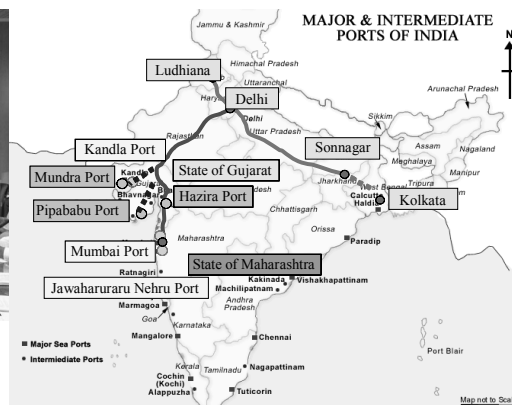 MAJOR & INTERMEDIATE
PORTS OF INDIA
N
Jammu & Kashmir
Himachal Pradesh
Ludhiana
Uttaranchal
Delhi
Delhi
Arunachal Pradesh
Sikkim
Rajasthan
Uttar Pradesh
Assam
Nagaland
Kandla Port
Sonnagar
Meghalaya
Manipur
State of Gujarat
Mundra Port
Jharkhand
West Bengal
Tripura
Bhavnagar
Hazira Port
Calcutta
Haldia
Kolkata
Pipababu Port
Chhattisgarh
Orissa
Maharashtra
Paradip
Mumbai Port
State of Maharashtra
Ratnagiri
Kakinada
Vishakhapattinam
Machilipatnam
Jawaharuraru Nehru Port
Andhra
Pradesh
Marmagoa
Goa
Karnataka
Major Sea Ports
Mangalore
Chennai
Intermediate Ports
Port Blair
Kerala
Tamilnadu
Nagapattinam
Cochin
(Kochi)
Alappuzha
Tuticorin
Map not to Scal